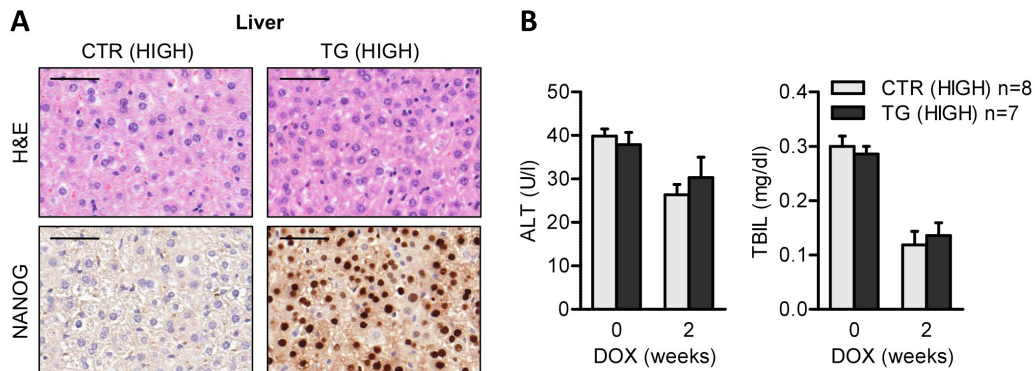 A
Liver
CTR (HIGH)
TG (HIGH)
H&E
NANOG
B
ALT (U/l)
50
40
30
20
10
0
0
2
DOX (weeks)
TBIL (mg/dl)
0.4
0.3
0.2
0.1
0.0
0
2
DOX (weeks)
CTR (HIGH) n=8
TG (HIGH) n=7